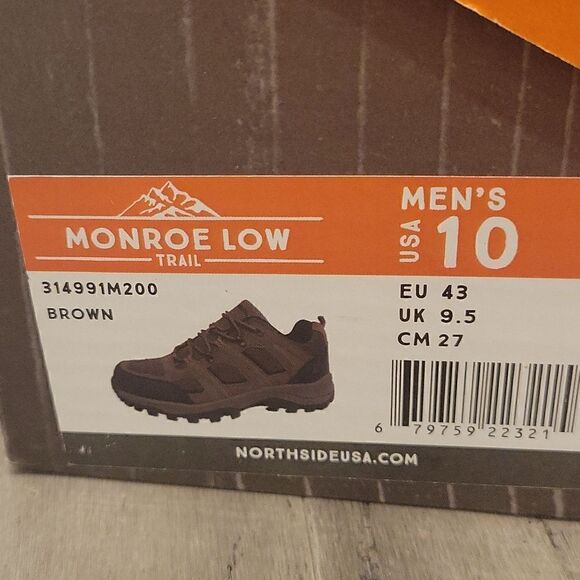 MONROE LOW
TRAIL
MEN'S
USA 10
314991M200
BROWN
EU 43
UK 9.5
CM 27
6 79759 22321
NORTHSIDEUSA.COM